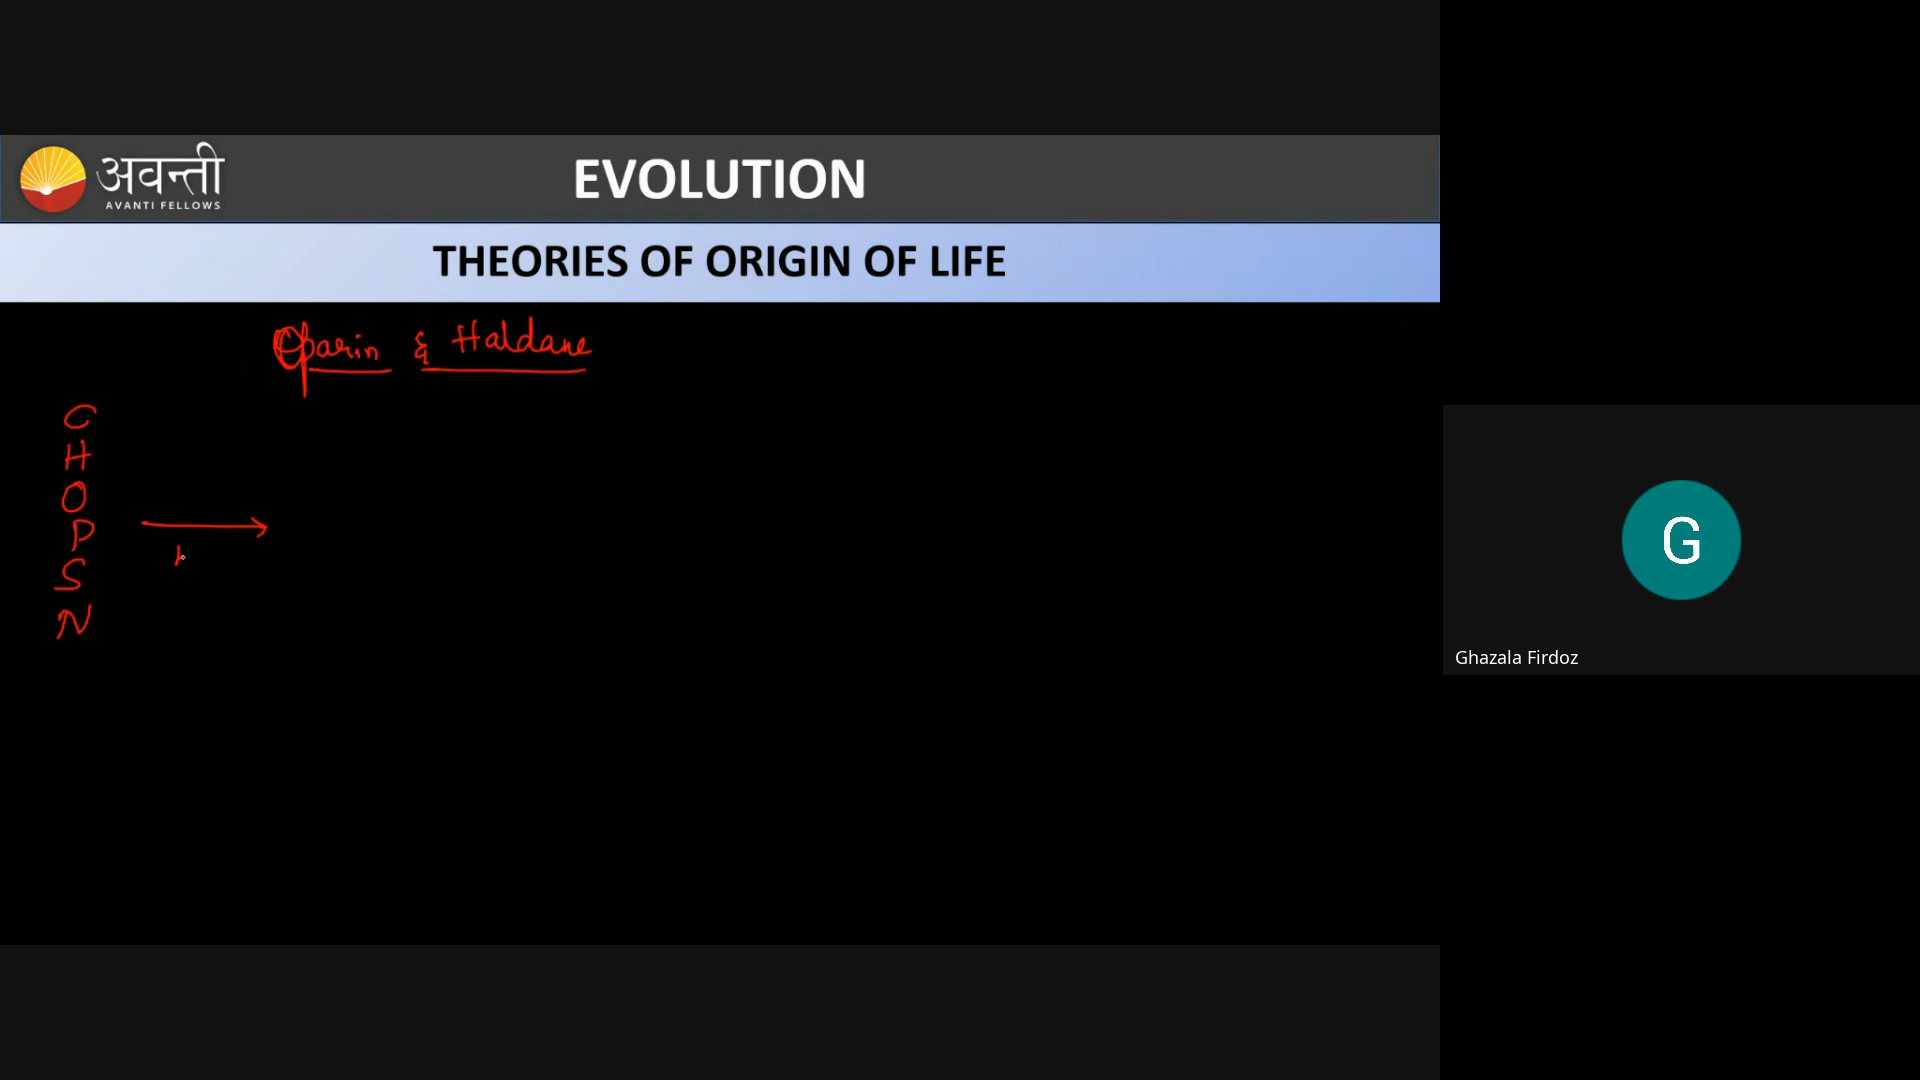 अवन्ती
AVANTI FELLOWS
EVOLUTION
THEORIES OF ORIGIN OF LIFE
Oparin & Haldane
C
H
O
P
S
N
G
Ghazala Firdoz